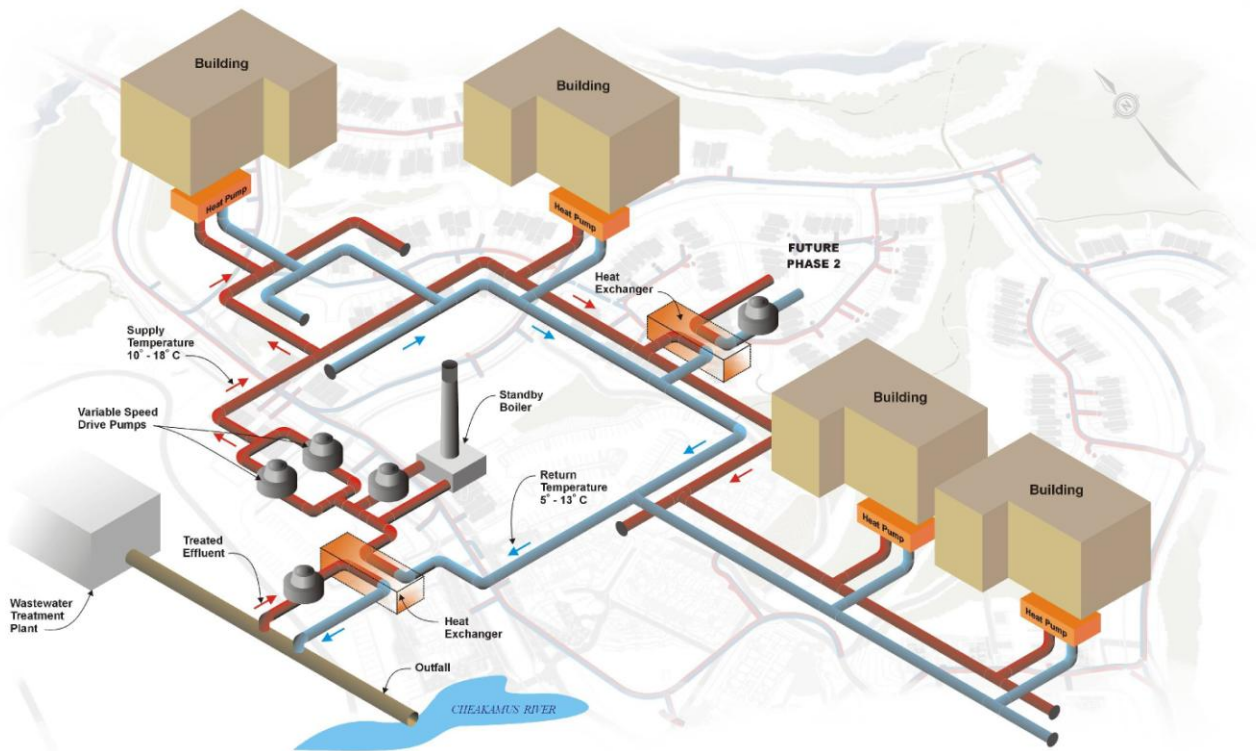 Building
Building
Heat Pump
Heat Pump
N
FUTURE
PHASE 2
Heat
Exchanger
Supply
Temperature
10° - 18° C
Building
Standby
Boiler
Variable Speed
Drive Pumps
Return
Temperature
5° - 13° C
Building
Heat Pump
Treated
Effluent
Wastewater
Treatment
Plant
Heat
Exchanger
Heat Pump
Outfall
CHEAKAMUS RIVER